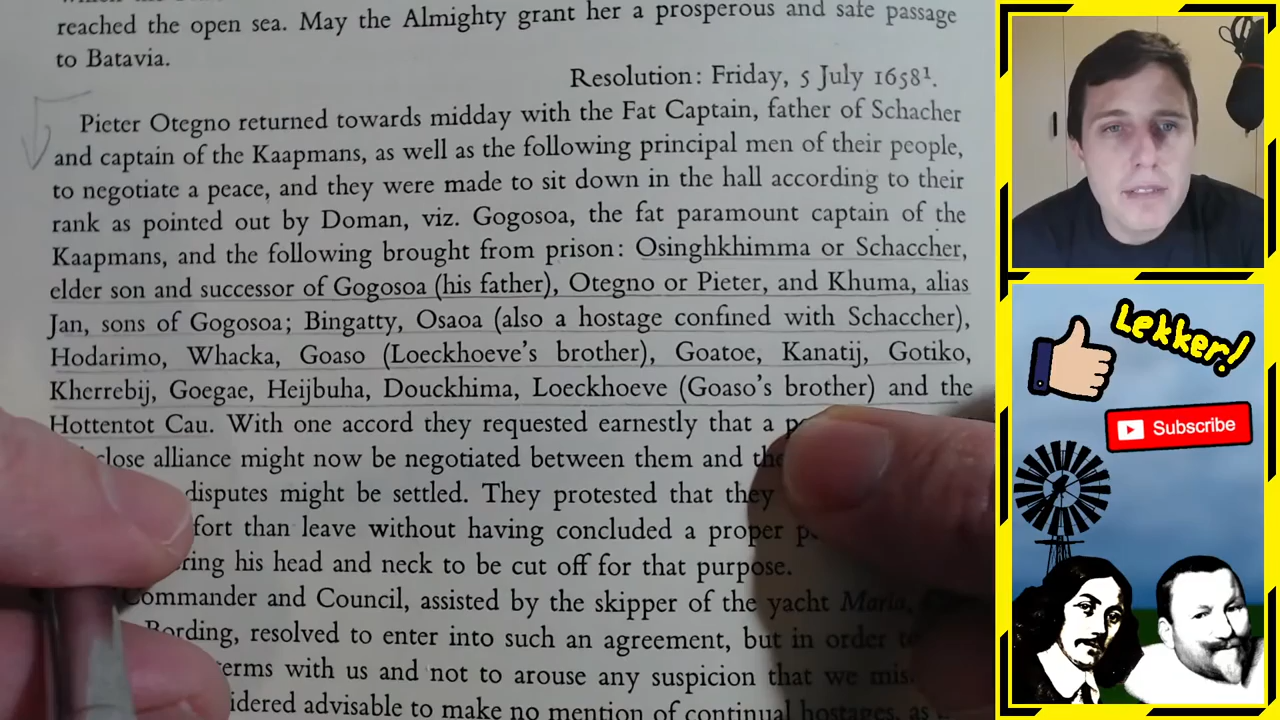 reached the open sea. May the Almighty grant her a prosperous and safe passage
to Batavia.
Resolution: Friday, 5 July 1658¹.
Pieter Otegno returned towards midday with the Fat Captain, father of Schacher
and captain of the Kaapmans, as well as the following principal men of their people,
to negotiate a peace, and they were made to sit down in the hall according to their
rank as pointed out by Doman, viz. Gogosoa, the fat paramount captain of the
Kaapmans, and the following brought from prison: Osinghkhimma or Schaccher,
elder son and successor of Gogosoa (his father), Otegno or Pieter, and Khuma, alias
Jan, sons of Gogosoa; Bingatty, Osaoa (also a hostage confined with Schaccher),
Hodarimo, Whacka, Goaso (Loeckhoeve's brother), Goatoe, Kanatij, Gotiko,
Kherrebij, Goegae, Heijbuha, Douckhima, Loeckhoeve (Goaso's brother) and the
Hottentot Cau. With one accord they requested earnestly that a
close alliance might now be negotiated between them and the
disputes might be settled. They protested that they
fort than leave without having concluded a proper
ring his head and neck to be cut off for that purpose.
Commander and Council, assisted by the skipper of the yacht Maria,
Bording, resolved to enter into such an agreement, but in order
erms with us and not to arouse any suspicion that we
idered advisable to make no mention of continual hostages, as
Lekker!
Subscribe